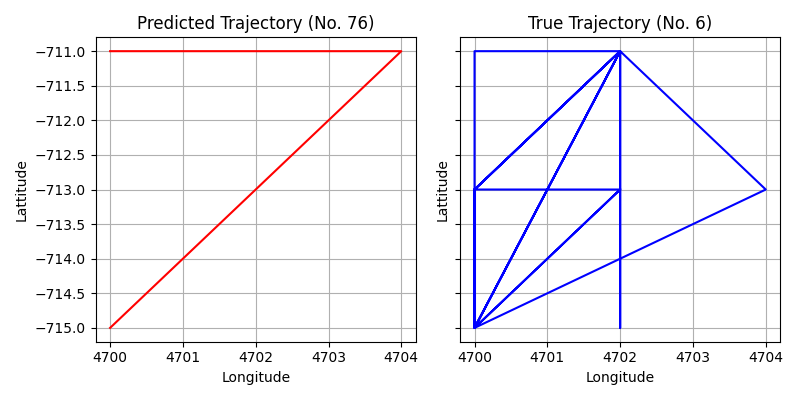 Predicted Trajectory (No. 76)
True Trajectory (No. 6)
Lattitude
−711.0
−711.5
−712.0
−712.5
−713.0
−713.5
−714.0
−714.5
−715.0
4700 4701 4702 4703 4704
Longitude
Lattitude
4700 4701 4702 4703 4704
Longitude